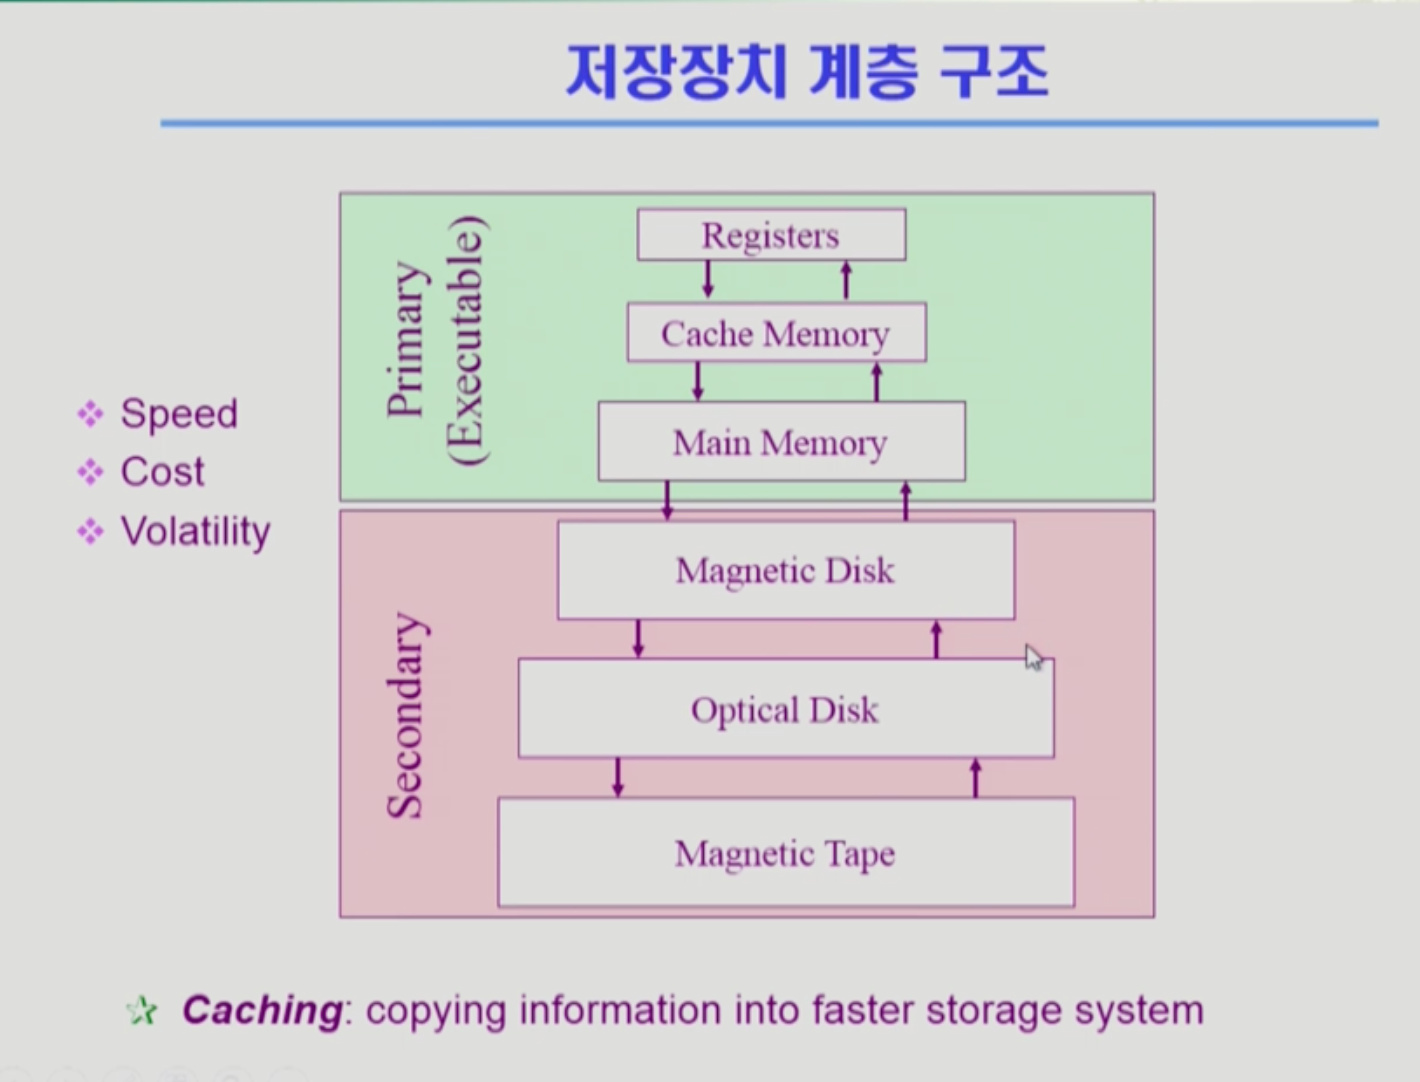 저장장치 계층 구조
Primary
(Executable)
Registers
Cache Memory
Main Memory
Speed
Cost
Volatility
Secondary
Magnetic Disk
Optical Disk
Magnetic Tape
Caching: copying information into faster storage system